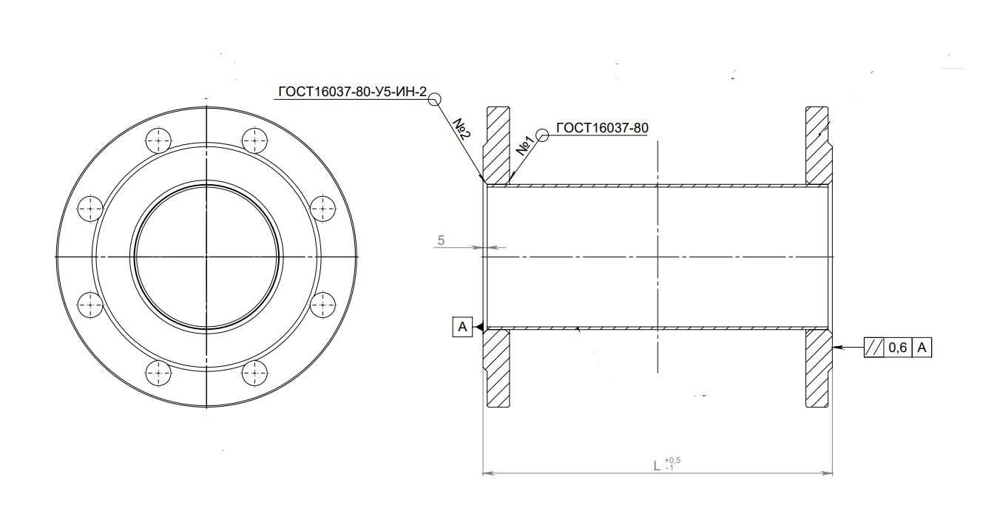 ГОСТ16037-80-У5-ИН-2
№2
№1
ГОСТ16037-80
5
А
// 0,6 А
L +0,5 -1